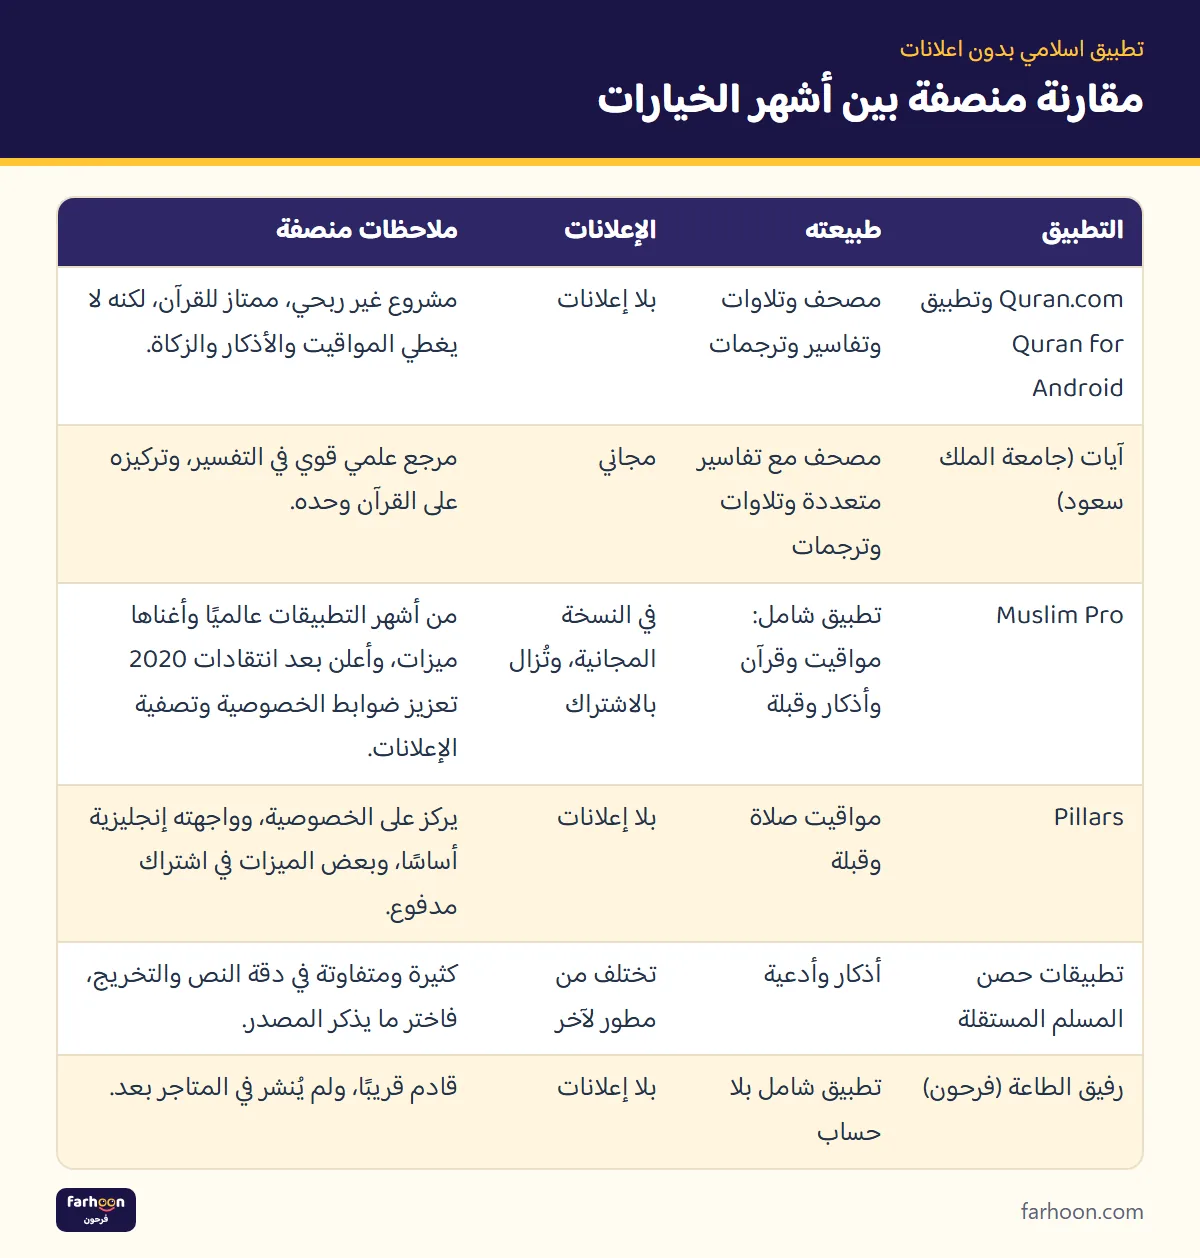 تطبيق اسلامي بدون اعلانات
مقارنة منصفة بين أشهر الخيارات
التطبيق
طبيعته
الإعلانات
ملاحظات منصفة
Quran.com وتطبيق
Quran for
Android
مصحف وتلاوات
وتفاسير وترجمات
بلا إعلانات
مشروع غير ربحي، ممتاز للقرآن، لكنه لا
يغطي المواقيت والأذكار والزكاة.
آيات (جامعة الملك
سعود)
مصحف مع تفاسير
متعددة وتلاوات
وترجمات
مجاني
مرجع علمي قوي في التفسير، وتركيزه
على القرآن وحده.
Muslim Pro
تطبيق شامل:
مواقيت وقرآن
وأذكار وقبلة
في النسخة
المجانية، وتُزال
بالاشتراك
من أشهر التطبيقات عالميًا وأغناها
ميزات، وأعلن بعد انتقادات 2020
تعزيز ضوابط الخصوصية وتصفية
الإعلانات.
Pillars
مواقيت صلاة
وقبلة
بلا إعلانات
يركز على الخصوصية، وواجهته إنجليزية
أساسًا، وبعض الميزات في اشتراك
مدفوع.
تطبيقات حصن
المسلم المستقلة
أذكار وأدعية
تختلف من
مطور لآخر
كثيرة ومتفاوتة في دقة النص والتخريج،
فاختر ما يذكر المصدر.
رفيق الطاعة (فرحون)
تطبيق شامل بلا
حساب
بلا إعلانات
قادم قريبًا، ولم يُنشر في المتاجر بعد.
farhoon
فرحون
farhoon.com